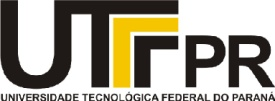 UTFPR
UNIVERSIDADE TECNOLÓGICA FEDERAL DO PARANÁ